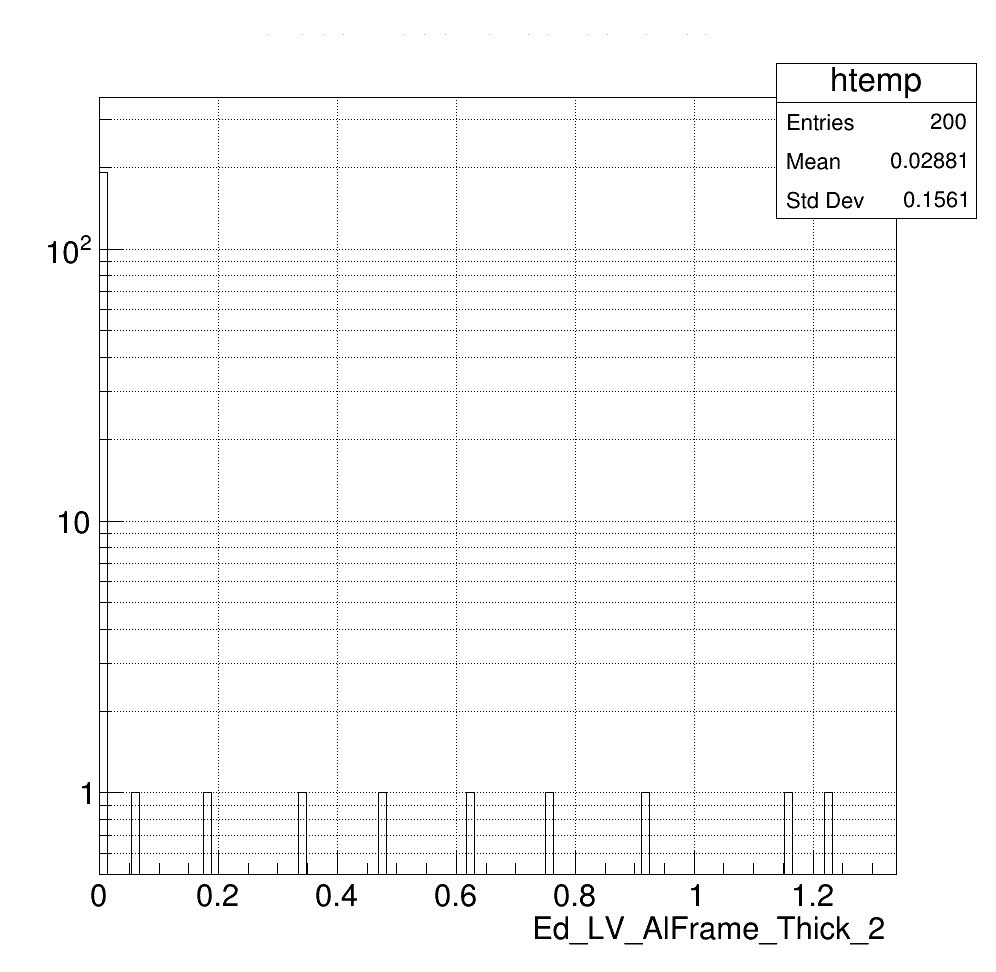 htemp
Entries 200
Mean 0.02881
Std Dev 0.1561
10²
10
1
0 0.2 0.4 0.6 0.8 1 1.2
Ed_LV_AlFrame_Thick_2